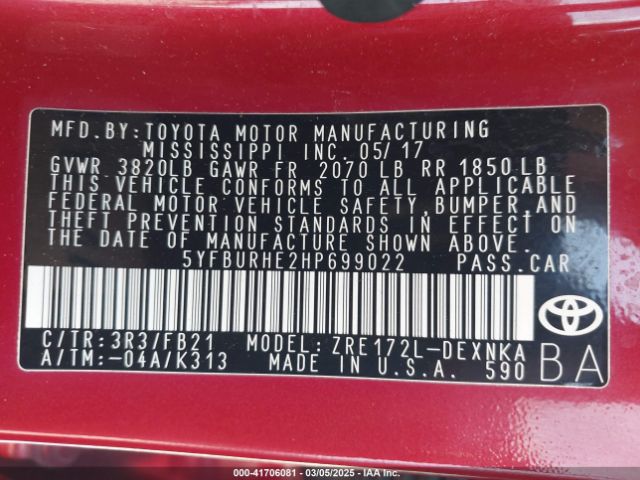 MFD.BY:TOYOTA MOTOR MANUFACTURING
MISSISSIPPI INC. 05/17
GVWR 3820LB GAWR FR 2070 LB RR 1850 LB
THIS VEHICLE CONFORMS TO ALL APPLICABLE
FEDERAL MOTOR VEHICLE SAFETY,BUMPER,AND
THEFT PREVENTION STANDARDS IN EFFECT ON
THE DATE OF MANUFACTURE SHOWN ABOVE.
5YFBURHE2HP699022 PASS.CAR
C/TR:3R3/FB21 MODEL:ZRE172L-DEXNKA
A/TM:-04A/K313 MADE IN U.S.A. 590
BA
000-41706081 - 03/05/2025 - IAAI.COM